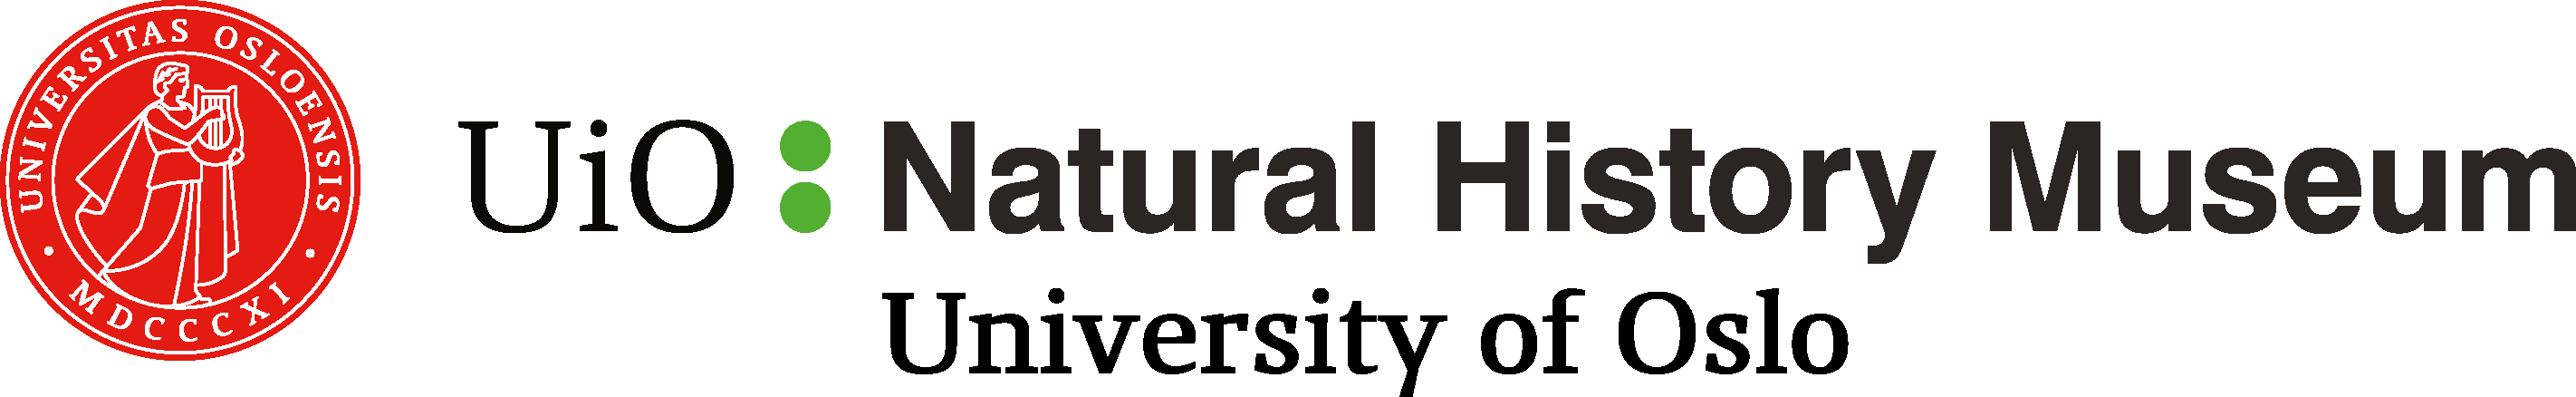 UNIVERSITAS OSLOENSIS
MDCCCXI
UiO : Natural History Museum
University of Oslo